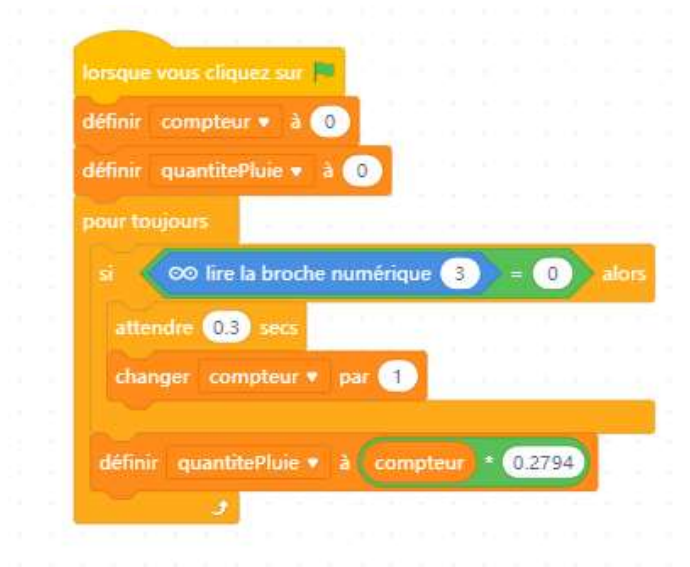 lorsque vous cliquez sur
définir compteur à 0
définir quantitePluie à 0
pour toujours
si lire la broche numérique 3 = 0 alors
attendre 0.3 secs
changer compteur par 1
définir quantitePluie à compteur * 0.2794